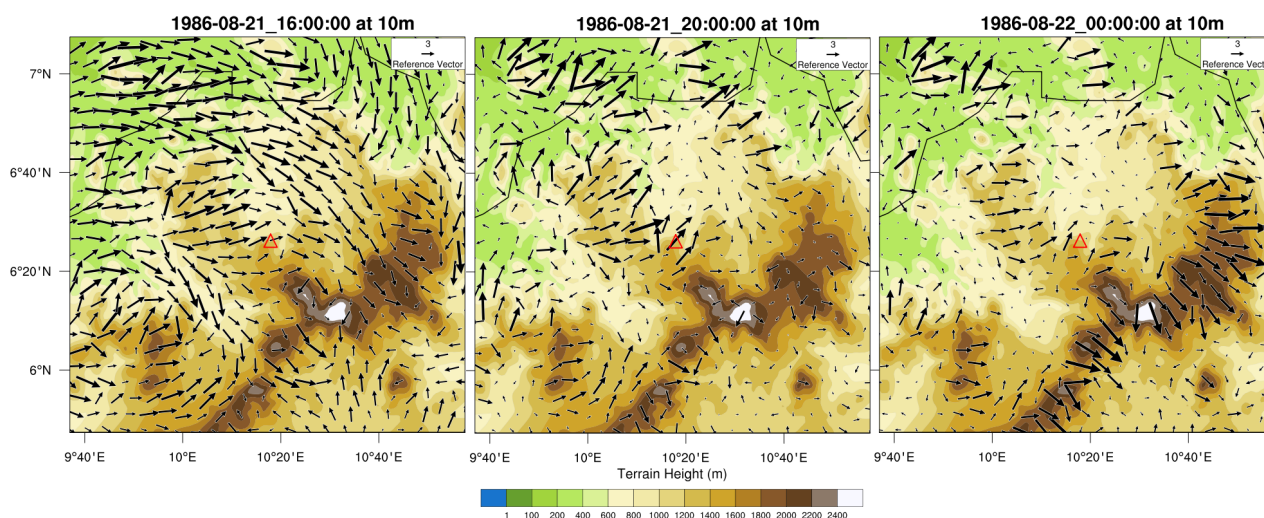 1986-08-21_16:00:00 at 10m
1986-08-21_20:00:00 at 10m
1986-08-22_00:00:00 at 10m
3
Reference Vector
3
Reference Vector
3
Reference Vector
7°N
6°40'N
6°20'N
6°N
9°40'E 10°E 10°20'E 10°40'E
9°40'E 10°E 10°20'E 10°40'E
9°40'E 10°E 10°20'E 10°40'E
Terrain Height (m)
1 100 200 400 600 800 1000 1200 1400 1600 1800 2000 2200 2400